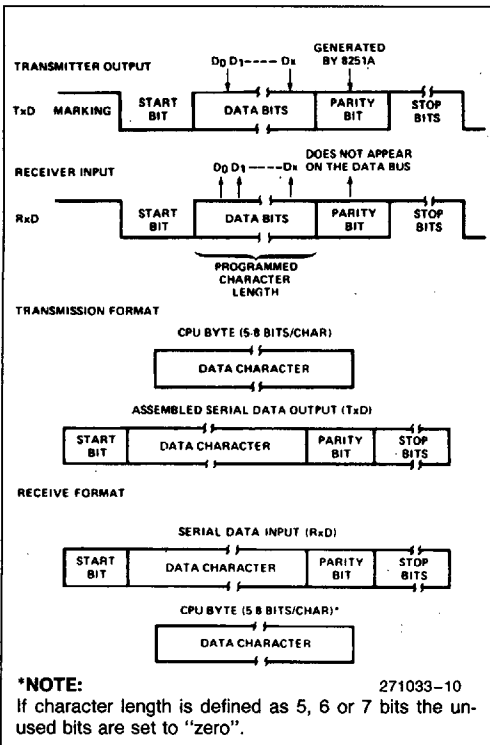 TRANSMITTER OUTPUT
D0 D1 ---- Dx
GENERATED
BY 8251A
TxD MARKING
START
BIT
DATA BITS
PARITY
BIT
STOP
BITS
RECEIVER INPUT
D0 D1 ---- Dx
DOES NOT APPEAR
ON THE DATA BUS
RxD
START
BIT
DATA BITS
PARITY
BIT
STOP
BITS
PROGRAMMED
CHARACTER
LENGTH
TRANSMISSION FORMAT
CPU BYTE (5-8 BITS/CHAR)
DATA CHARACTER
ASSEMBLED SERIAL DATA OUTPUT (TxD)
START
BIT
DATA CHARACTER
PARITY
BIT
STOP
BITS
RECEIVE FORMAT
SERIAL DATA INPUT (RxD)
START
BIT
DATA CHARACTER
PARITY
BIT
STOP
BITS
CPU BYTE (5 8 BITS/CHAR)*
DATA CHARACTER
*NOTE: 271033-10
If character length is defined as 5, 6 or 7 bits the un-
used bits are set to "zero".